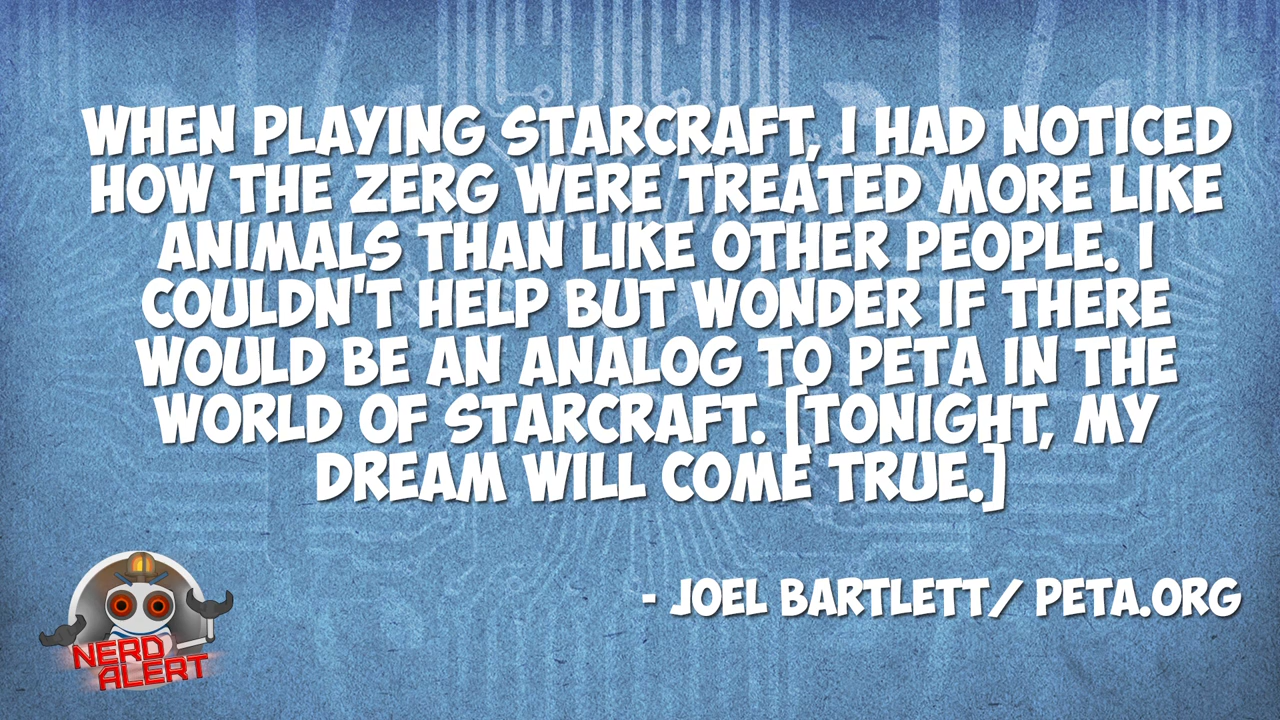 WHEN PLAYING STARCRAFT, I HAD NOTICED
HOW THE ZERG WERE TREATED MORE LIKE
ANIMALS THAN LIKE OTHER PEOPLE. I
COULDN'T HELP BUT WONDER IF THERE
WOULD BE AN ANALOG TO PETA IN THE
WORLD OF STARCRAFT. [TONIGHT, MY
DREAM WILL COME TRUE.]
- JOEL BARTLETT/ PETA.ORG
NERD
ALERT